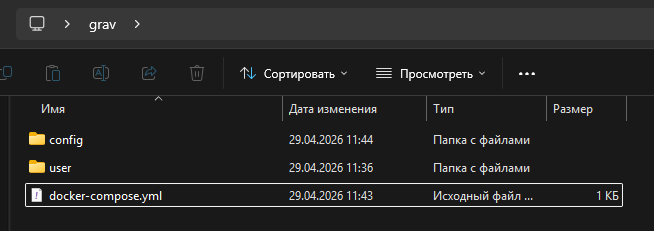 grav
Сортировать Просмотреть
Имя Дата изменения Тип Размер
config 29.04.2026 11:44 Папка с файлами
user 29.04.2026 11:36 Папка с файлами
docker-compose.yml 29.04.2026 11:43 Исходный файл ... 1 КБ